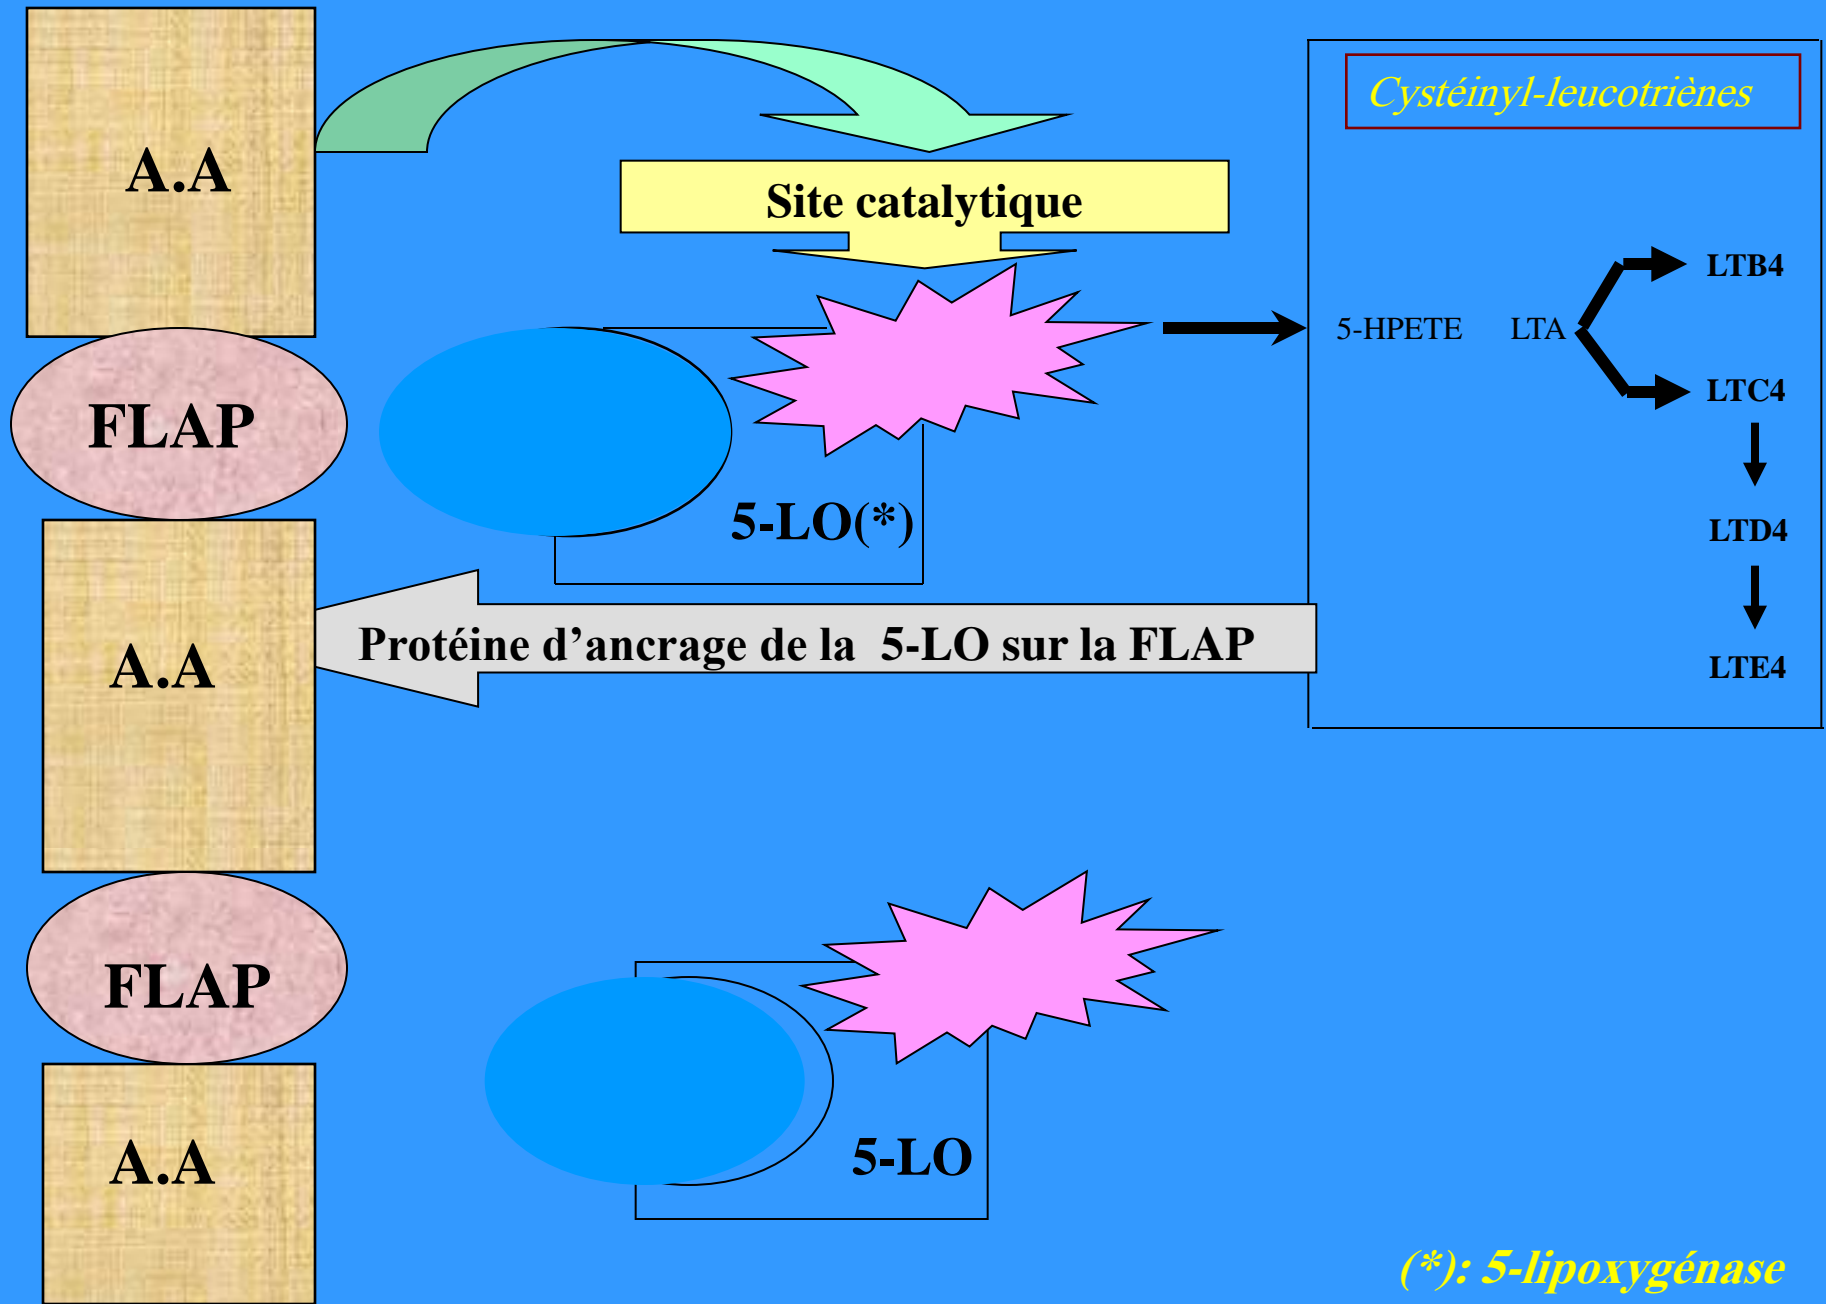 A.A
Cystéinyl-leucotriènes
Site catalytique
LTB4
5-HPETE LTA
LTC4
FLAP
5-LO(*)
LTD4
Protéine d’ancrage de la 5-LO sur la FLAP
A.A
LTE4
FLAP
5-LO
A.A
(*): 5-lipoxygénase